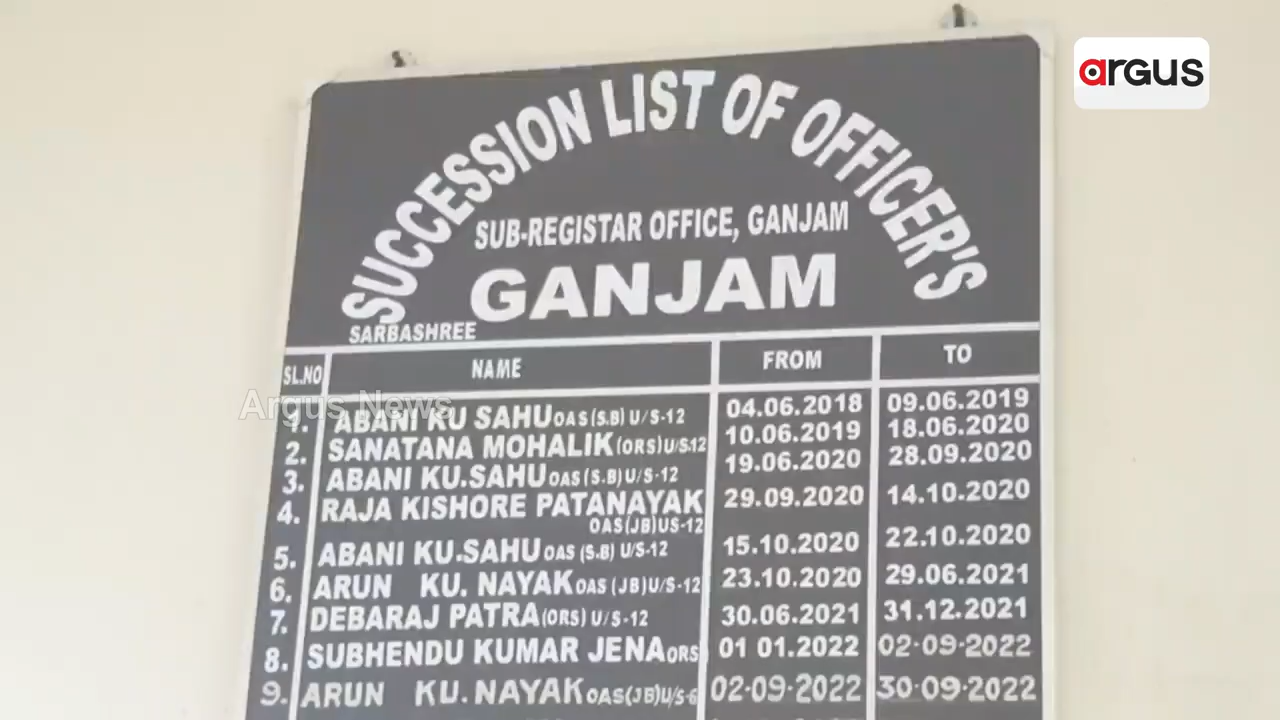 argus
SUCCESSION LIST OF OFFICER'S
SUB-REGISTAR OFFICE, GANJAM
GANJAM
SARBASHREE
SL.NO NAME FROM TO
Argus News
1. ABANI KU SAHU OAS (S.B) U/S-12 04.06.2018 09.06.2019
2. SANATANA MOHALIK (ORS) U/S.12 10.06.2019 18.06.2020
3. ABANI KU.SAHU OAS (S.B) U/S-12 19.06.2020 28.09.2020
4. RAJA KISHORE PATANAYAK 29.09.2020 14.10.2020
OAS(JB)US-12
5. ABANI KU.SAHU OAS (S.B) U/S-12 15.10.2020 22.10.2020
6. ARUN KU. NAYAK OAS (JB)U/S-12 23.10.2020 29.06.2021
7. DEBARAJ PATRA (ORS) U/S-12 30.06.2021 31.12.2021
8. SUBHENDU KUMAR JENA ORS 01 01.2022 02-09-2022
9. ARUN KU. NAYAK OAS(JB)U/S-6 02-09-2022 30-09-2022